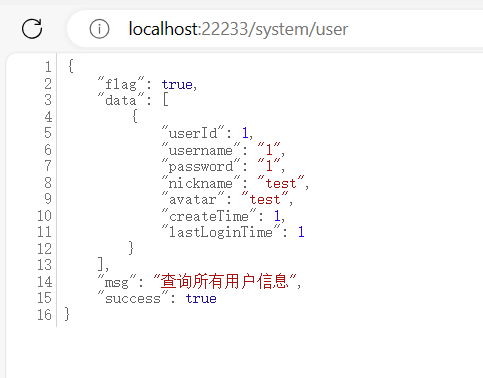 localhost:22233/system/user
1 {
2     "flag": true,
3     "data": [
4         {
5             "userId": 1,
6             "username": "1",
7             "password": "1",
8             "nickname": "test",
9             "avatar": "test",
10             "createTime": 1,
11             "lastLoginTime": 1
12         }
13     ],
14     "msg": "查询所有用户信息",
15     "success": true
16 }